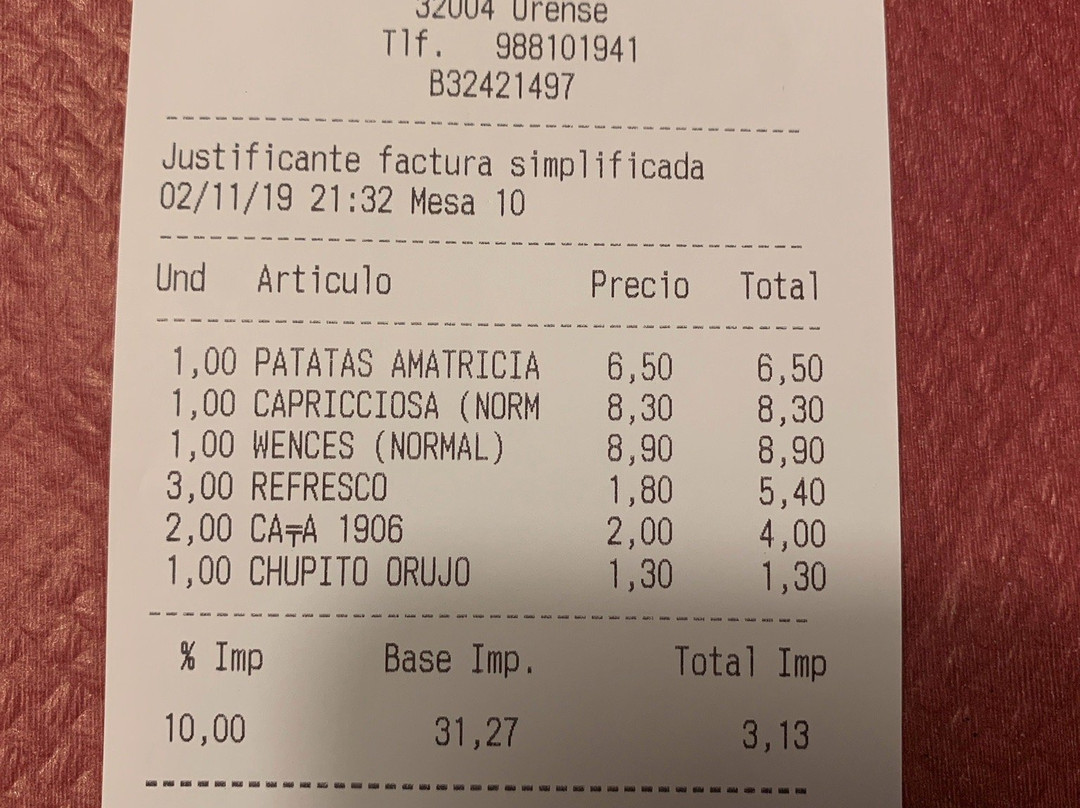 32004 Urense
Tlf. 988101941
B32421497
Justificante factura simplificada
02/11/19 21:32 Mesa 10
Und Articulo Precio Total
1,00 PATATAS AMATRICIA 6,50 6,50
1,00 CAPRICCIOSA (NORM 8,30 8,30
1,00 WENCES (NORMAL) 8,90 8,90
3,00 REFRESCO 1,80 5,40
2,00 CA╤A 1906 2,00 4,00
1,00 CHUPITO ORUJO 1,30 1,30
% Imp Base Imp. Total Imp
10,00 31,27 3,13